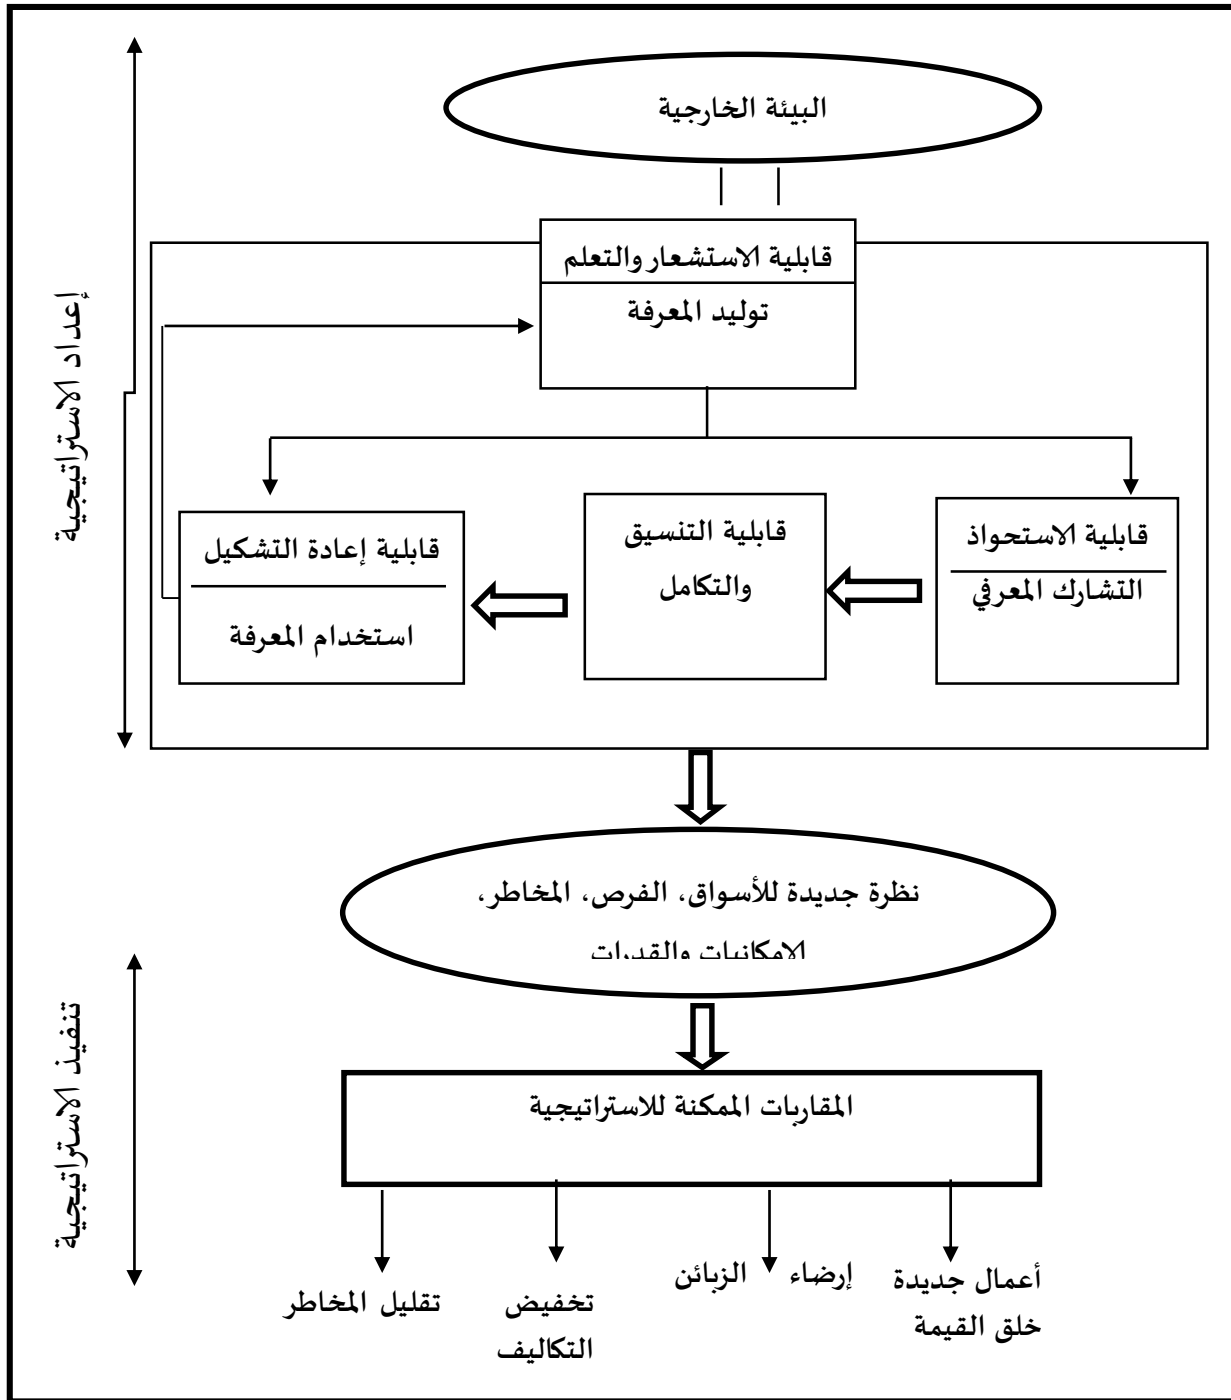 البيئة الخارجية
قابلية الاستشعار والتعلم
توليد المعرفة
إعداد الاستراتيجية
قابلية الاستحواذ
التشارك المعرفي
قابلية التنسيق
والتكامل
قابلية إعادة التشكيل
استخدام المعرفة
نظرة جديدة للأسواق، الفرص، المخاطر،
الامكانيات والقدرات
تنفيذ الاستراتيجية
المقاربات الممكنة للاستراتيجية
أعمال جديدة
خلق القيمة
إرضاء الزبائن
تخفيض
التكاليف
تقليل المخاطر